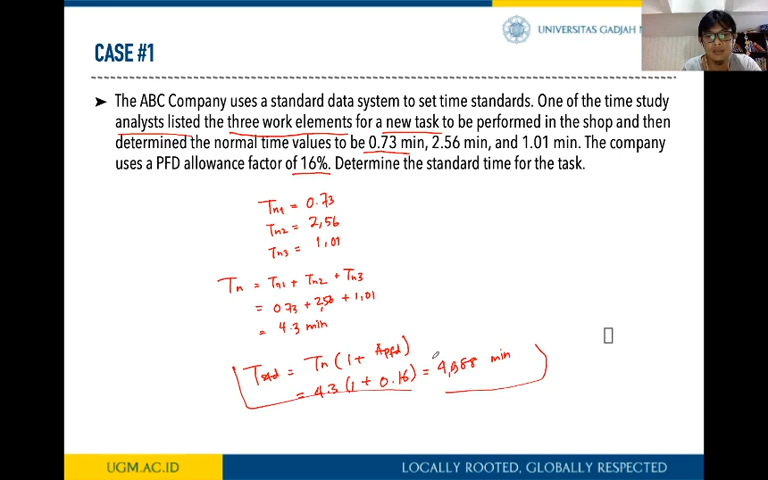 UNIVERSITAS GADJAH
CASE #1
➤ The ABC Company uses a standard data system to set time standards. One of the time study
analysts listed the three work elements for a new task to be performed in the shop and then
determined the normal time values to be 0.73 min, 2.56 min, and 1.01 min. The company
uses a PFD allowance factor of 16%. Determine the standard time for the task.
Tn1 = 0.73
Tn2 = 2,56
Tn3 = 1,01
Tn = Tn1 + Tn2 + Tn3
= 0.73 + 2,56 + 1,01
= 4.3 min
Tstd = Tn (1 + Apfd)
= 4.3 (1 + 0.16) = 4,988 min
UGM.AC.ID
LOCALLY ROOTED, GLOBALLY RESPECTED